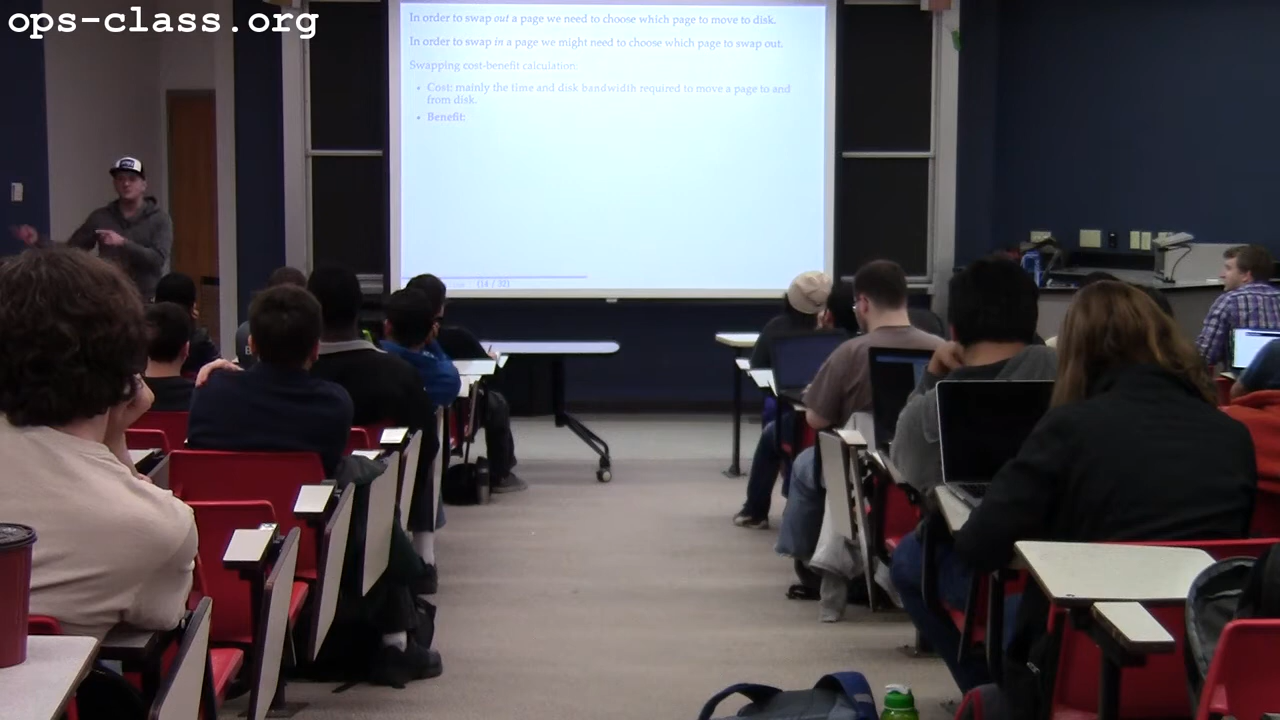 ops-class.org
In order to swap out a page we need to choose which page to move to disk.
In order to swap in a page we might need to choose which page to swap out.
Swapping cost-benefit calculation:
• Cost: mainly the time and disk bandwidth required to move a page to and
from disk.
• Benefit:
(14 / 32)